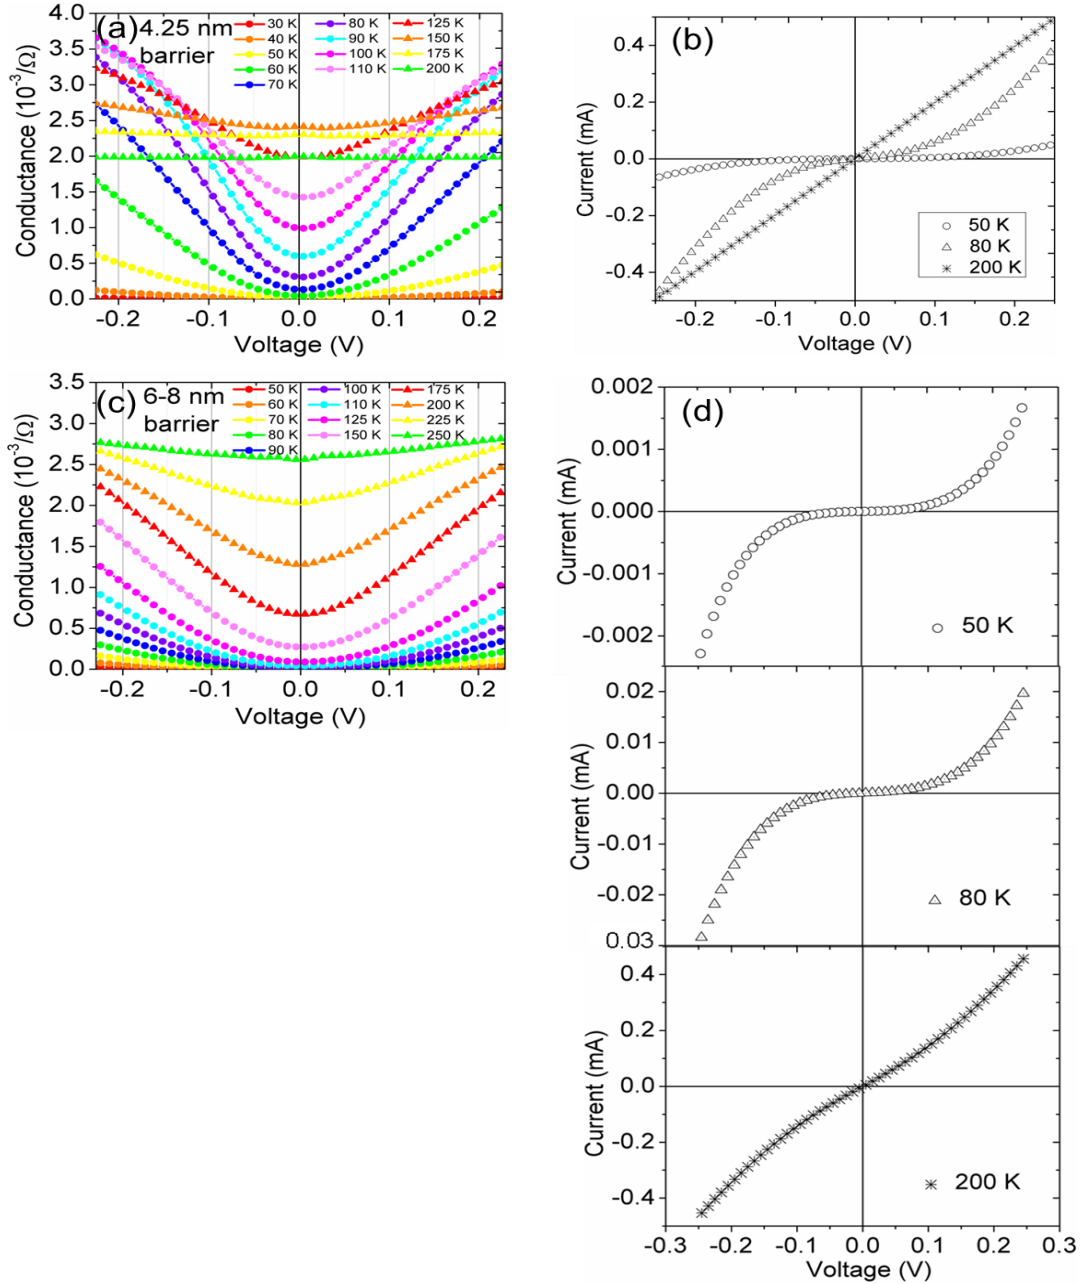 (a) 4.25 nm
barrier
30 K 80 K 125 K
40 K 90 K 150 K
50 K 100 K 175 K
60 K 110 K 200 K
70 K
4.0
3.5
3.0
2.5
2.0
1.5
1.0
0.5
0.0
Conductance (10⁻³/Ω)
-0.2 -0.1 0.0 0.1 0.2
Voltage (V)
(b)
0.4
0.2
0.0
-0.2
-0.4
Current (mA)
50 K
80 K
200 K
-0.2 -0.1 0.0 0.1 0.2
Voltage (V)
(c) 6-8 nm
barrier
50 K 100 K 175 K
60 K 110 K 200 K
70 K 125 K 225 K
80 K 150 K 250 K
90 K
3.5
3.0
2.5
2.0
1.5
1.0
0.5
0.0
Conductance (10⁻³/Ω)
-0.2 -0.1 0.0 0.1 0.2
Voltage (V)
(d)
0.002
0.001
0.000
-0.001
-0.002
Current (mA)
50 K
0.02
0.01
0.00
-0.01
-0.02
0.03
Current (mA)
80 K
0.4
0.2
0.0
-0.2
-0.4
Current (mA)
200 K
-0.3 -0.2 -0.1 0.0 0.1 0.2 0.3
Voltage (V)